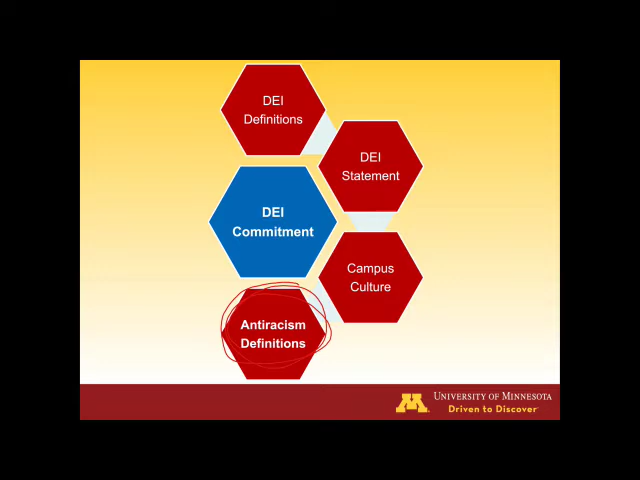 DEI
Definitions
DEI
Statement
DEI
Commitment
Campus
Culture
Antiracism
Definitions
M
UNIVERSITY OF MINNESOTA
Driven to Discover